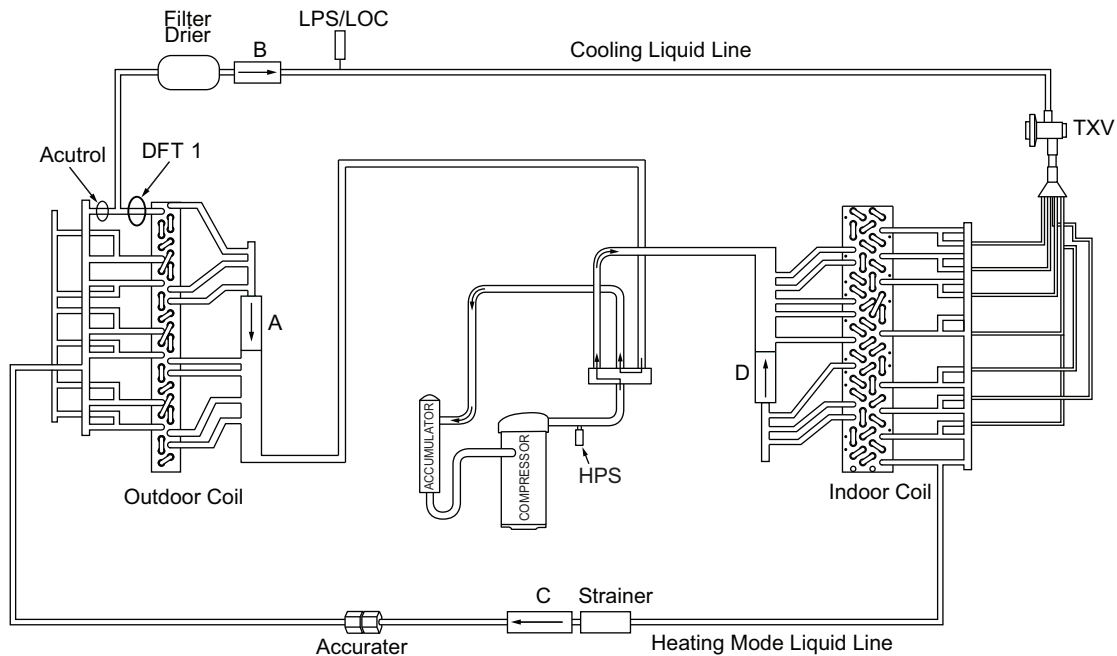 LPS/LOC
Filter
Drier
B
Cooling Liquid Line
TXV
Acutrol
DFT 1
A
D
ACCUMULATOR
COMPRESSOR
HPS
Outdoor Coil
Indoor Coil
C
Strainer
Accurater
Heating Mode Liquid Line